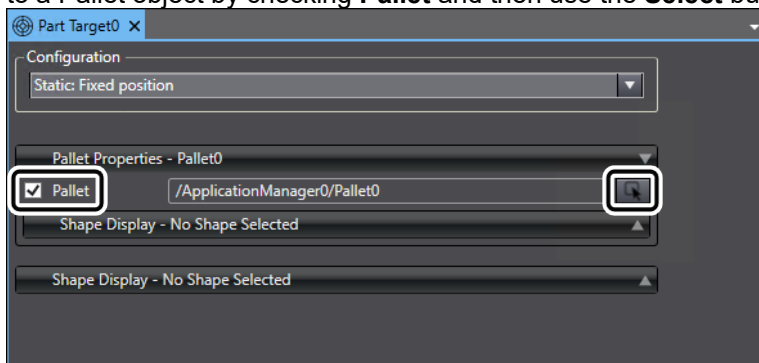 to a Pallet object by checking Pallet and then use the Select bu
Part Target0
Configuration
Static: Fixed position
Pallet Properties - Pallet0
Pallet /ApplicationManager0/Pallet0
Shape Display - No Shape Selected
Shape Display - No Shape Selected